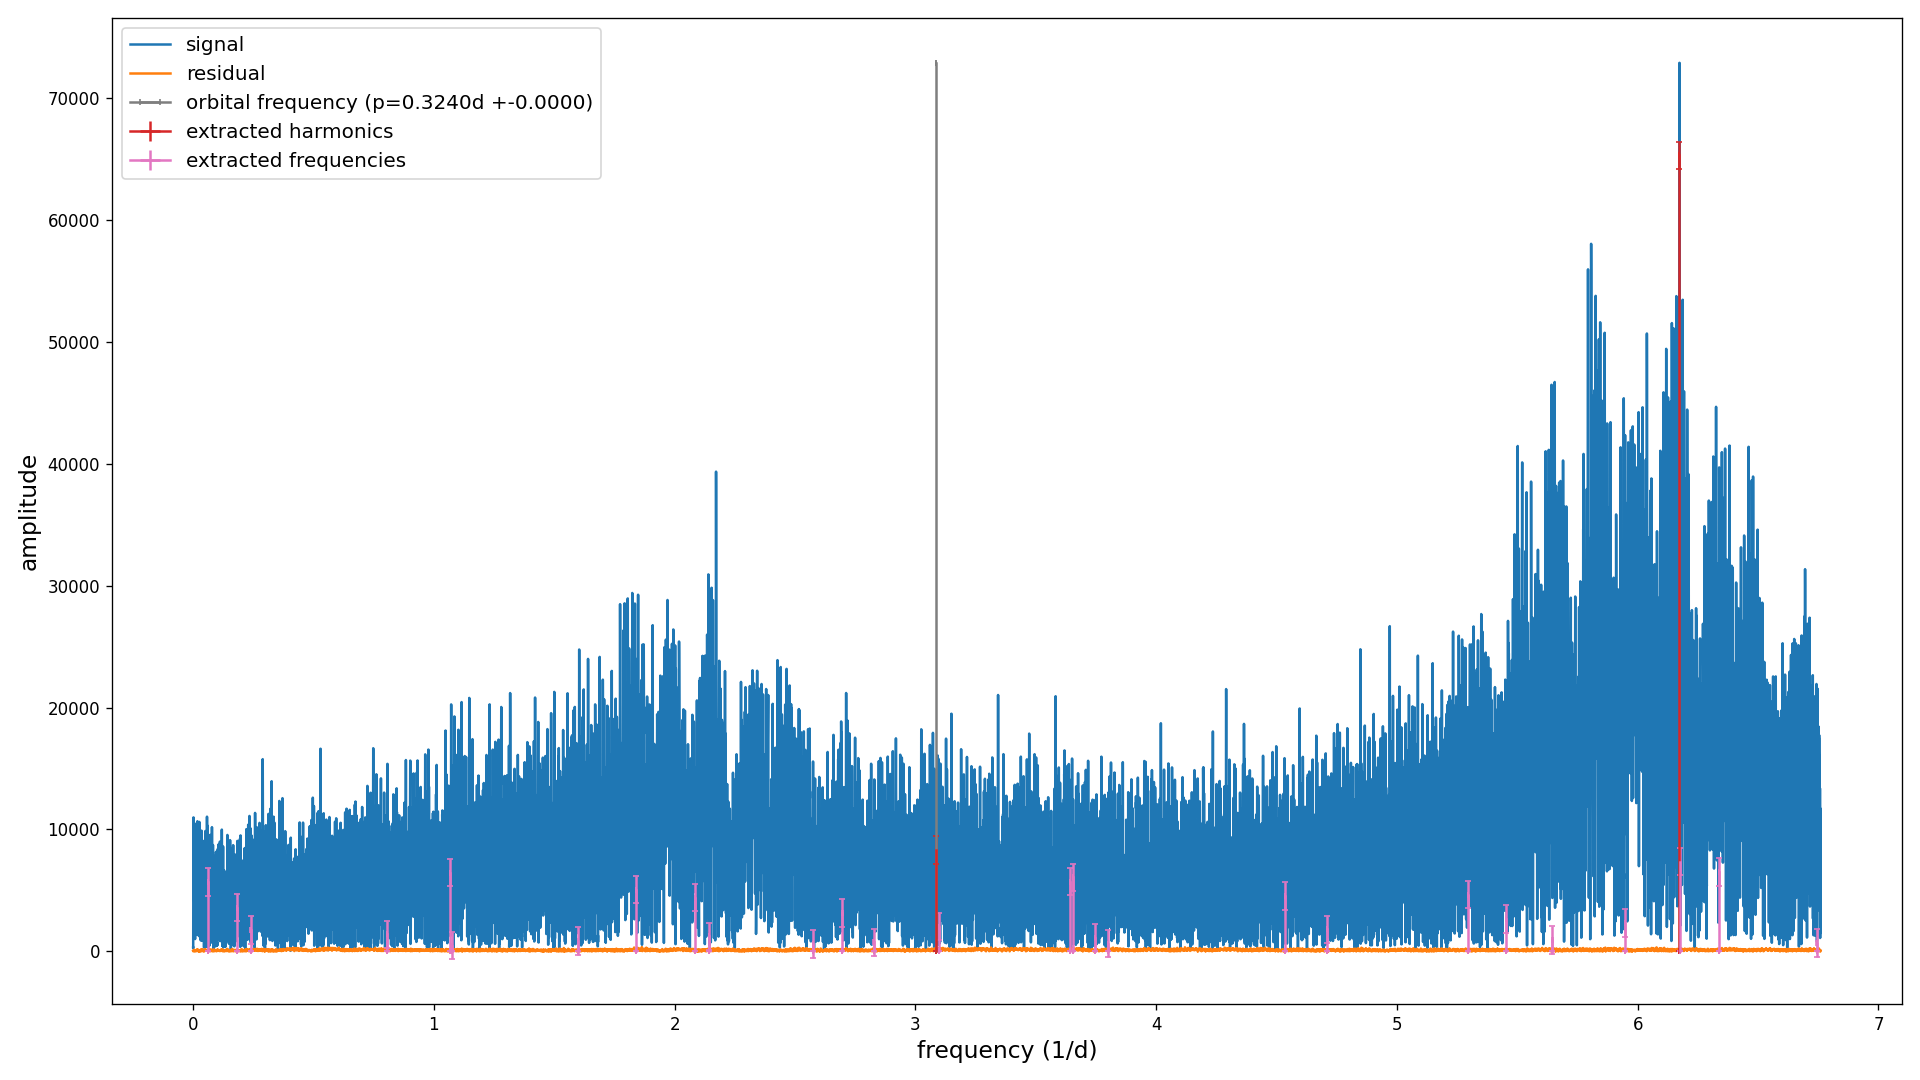 signal
residual
orbital frequency (p=0.3240d +-0.0000)
extracted harmonics
extracted frequencies
70000
60000
50000
40000
30000
20000
10000
0
amplitude
0 1 2 3 4 5 6 7
frequency (1/d)